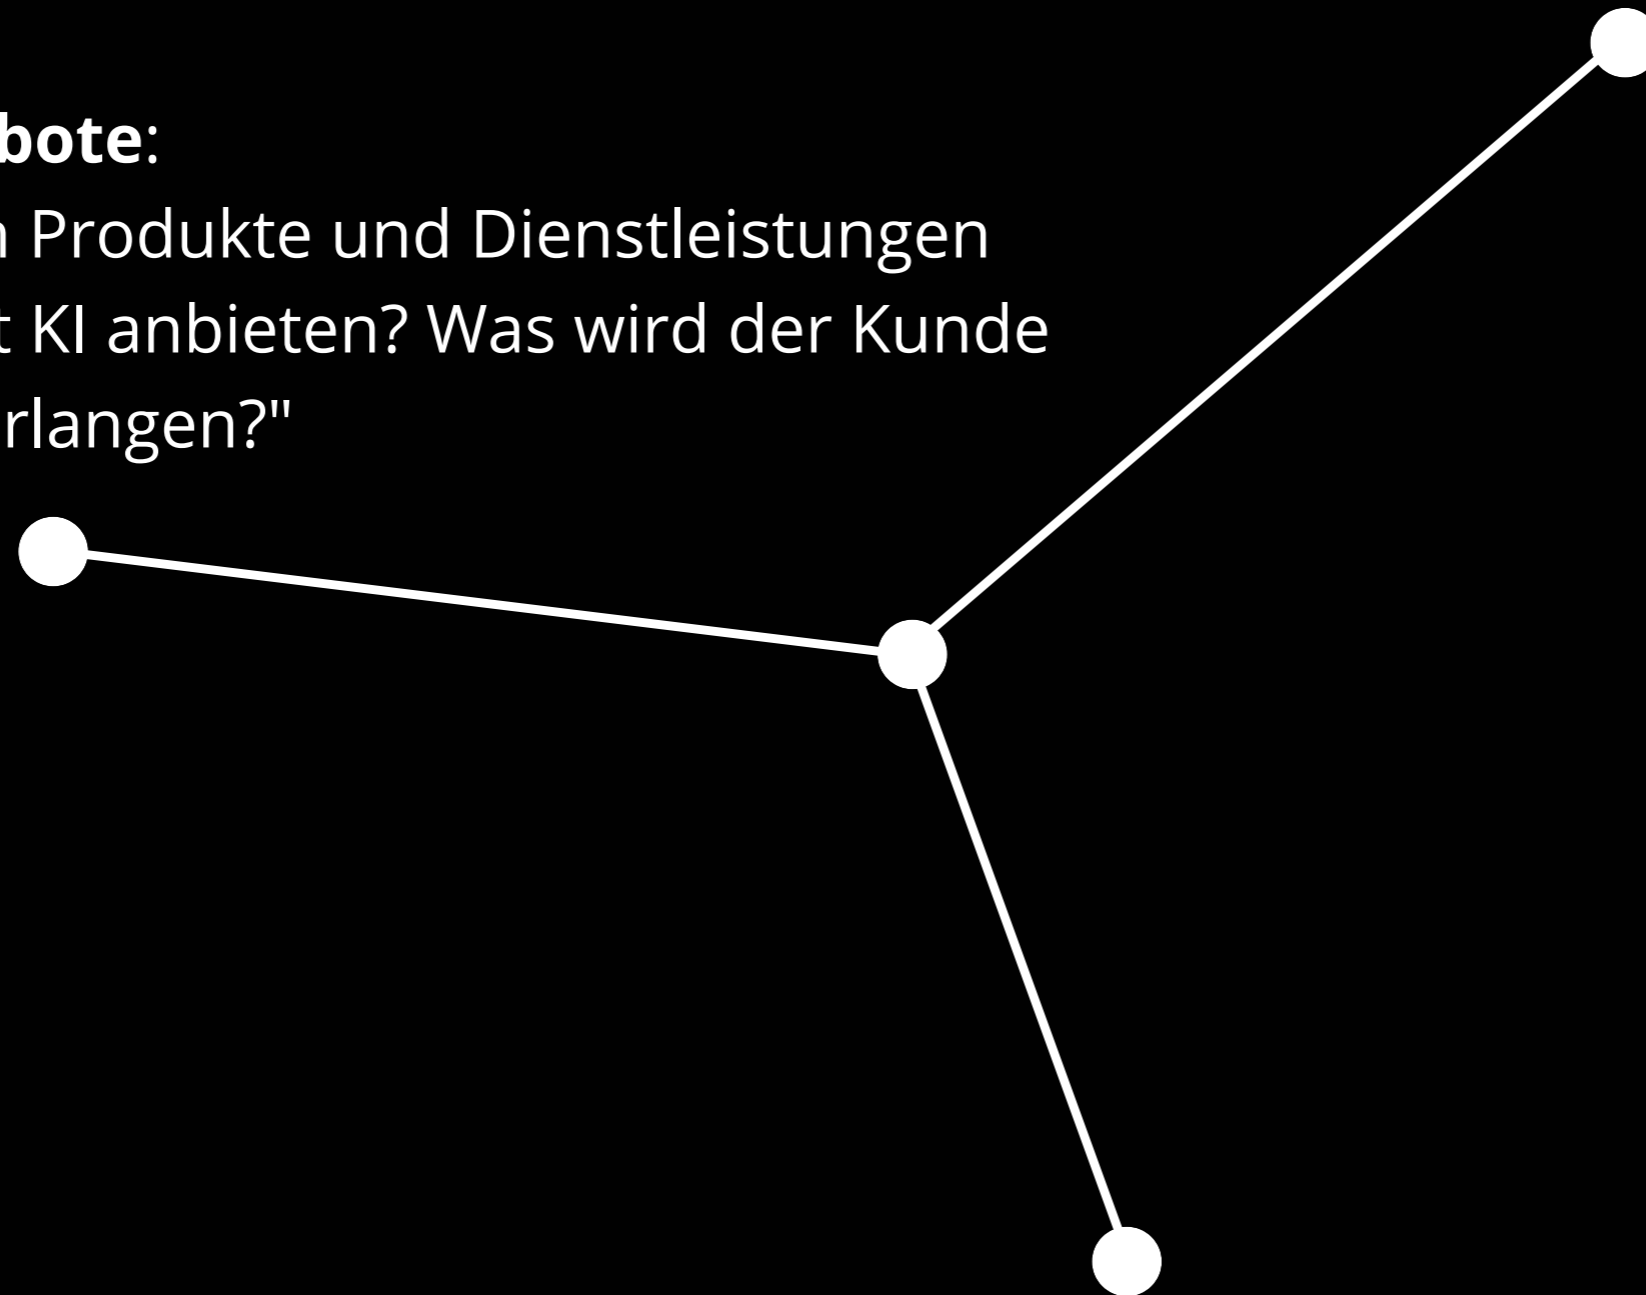 bote:
Produkte und Dienstleistungen
KI anbieten? Was wird der Kunde
rlangen?"